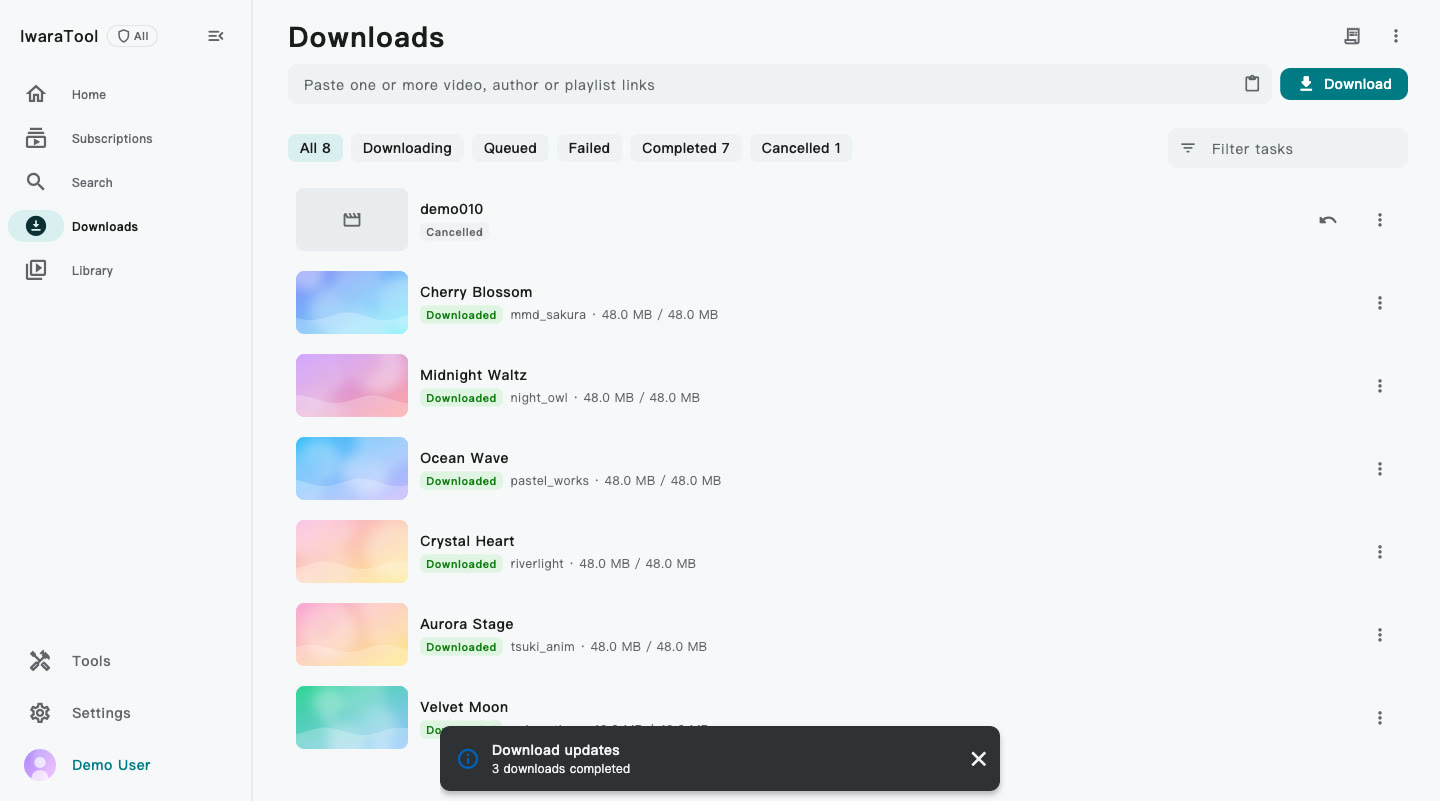 IwaraTool
All
Home
Subscriptions
Search
Downloads
Library
Tools
Settings
Demo User
Downloads
Paste one or more video, author or playlist links
Download
All 8
Downloading
Queued
Failed
Completed 7
Cancelled 1
Filter tasks
demo010
Cancelled
Cherry Blossom
Downloaded mmd_sakura · 48.0 MB / 48.0 MB
Midnight Waltz
Downloaded night_owl · 48.0 MB / 48.0 MB
Ocean Wave
Downloaded pastel_works · 48.0 MB / 48.0 MB
Crystal Heart
Downloaded riverlight · 48.0 MB / 48.0 MB
Aurora Stage
Downloaded tsuki_anim · 48.0 MB / 48.0 MB
Velvet Moon
Download updates
3 downloads completed